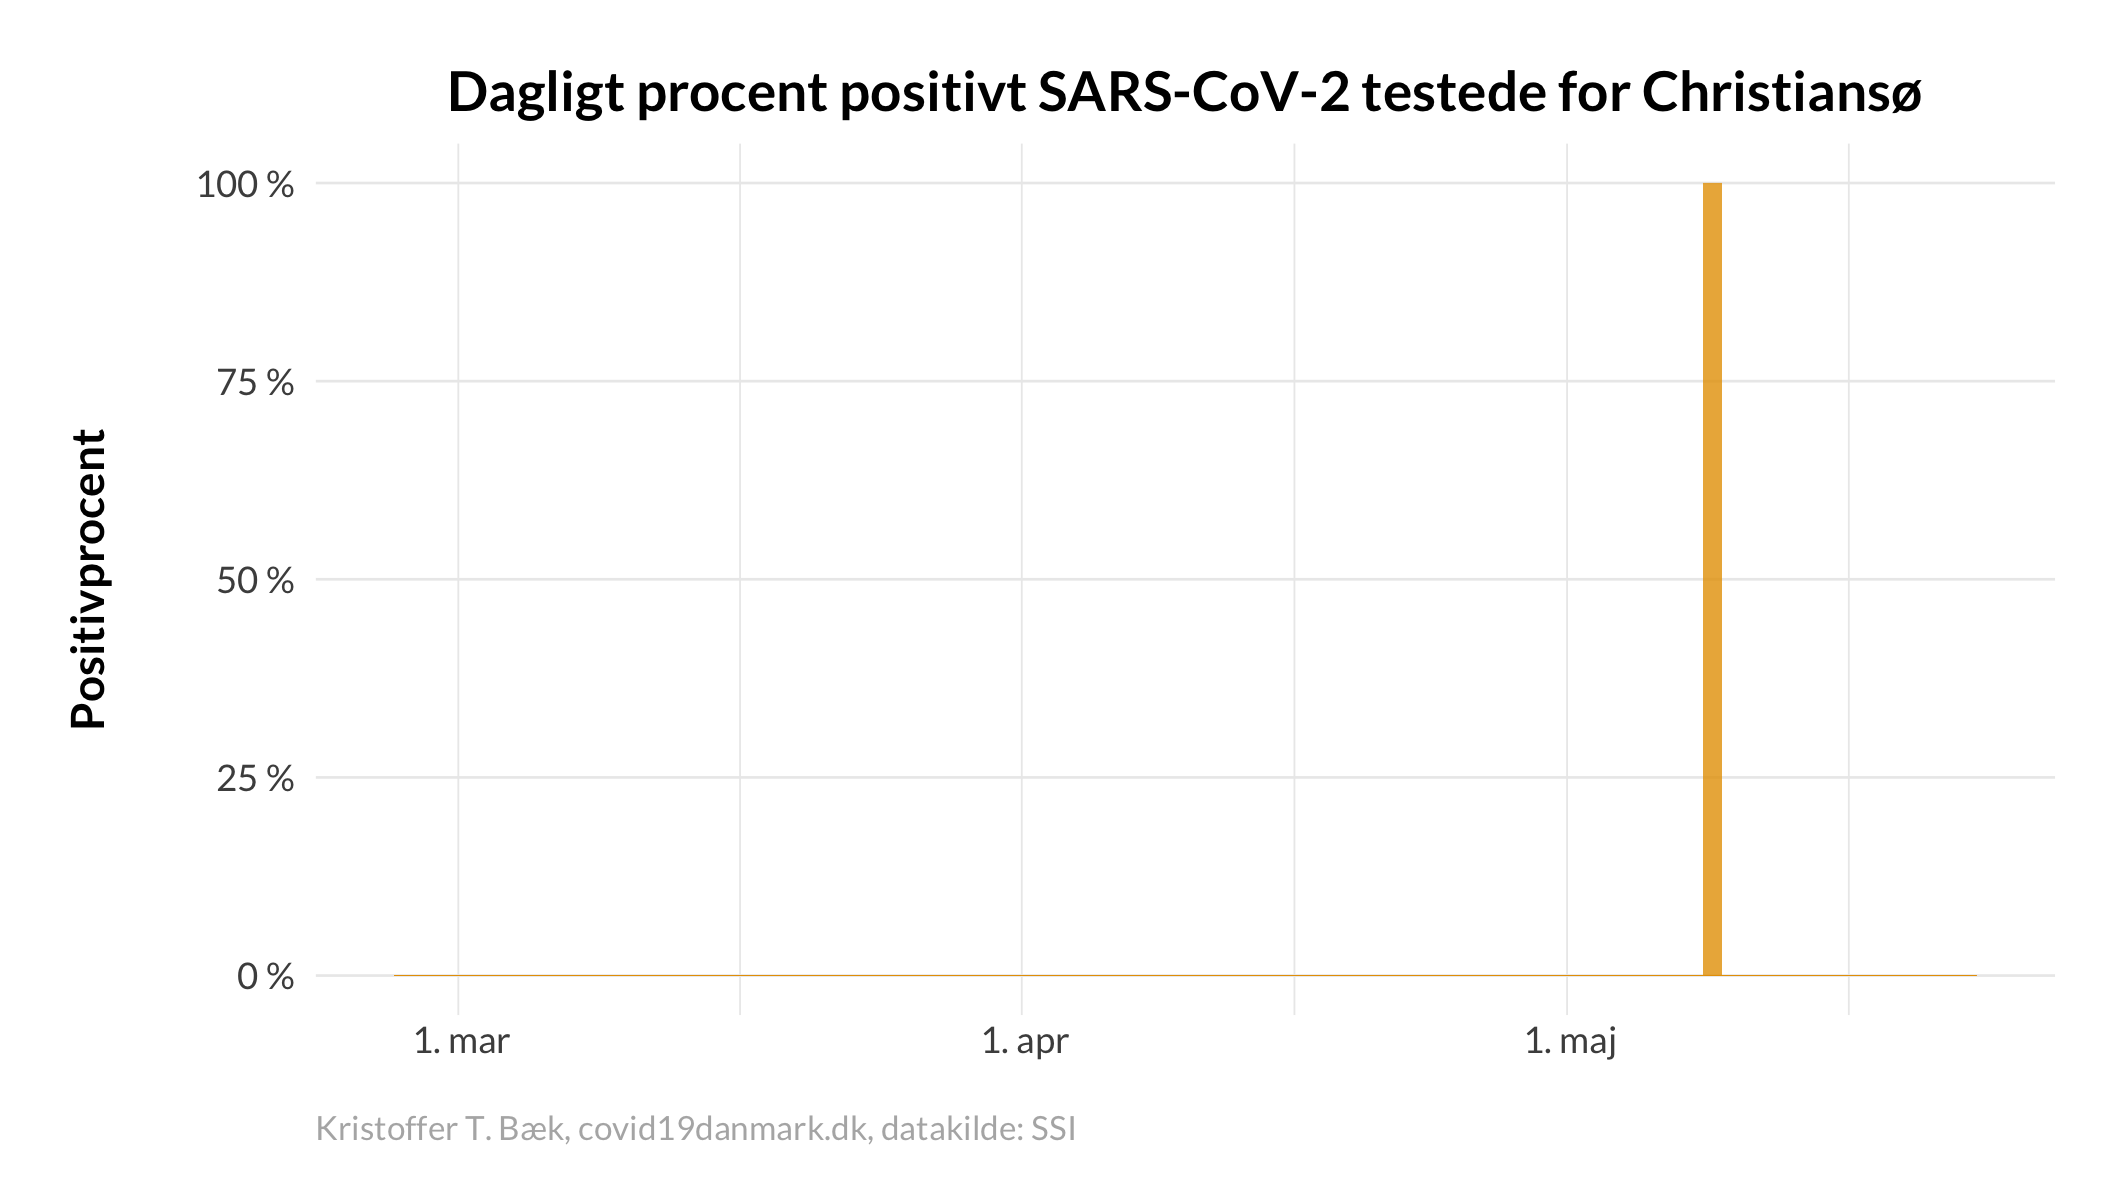 Dagligt procent positivt SARS-CoV-2 testede for Christiansø
Positivprocent
100 %
75 %
50 %
25 %
0 %
1. mar
1. apr
1. maj
Kristoffer T. Bæk, covid19danmark.dk, datakilde: SSI